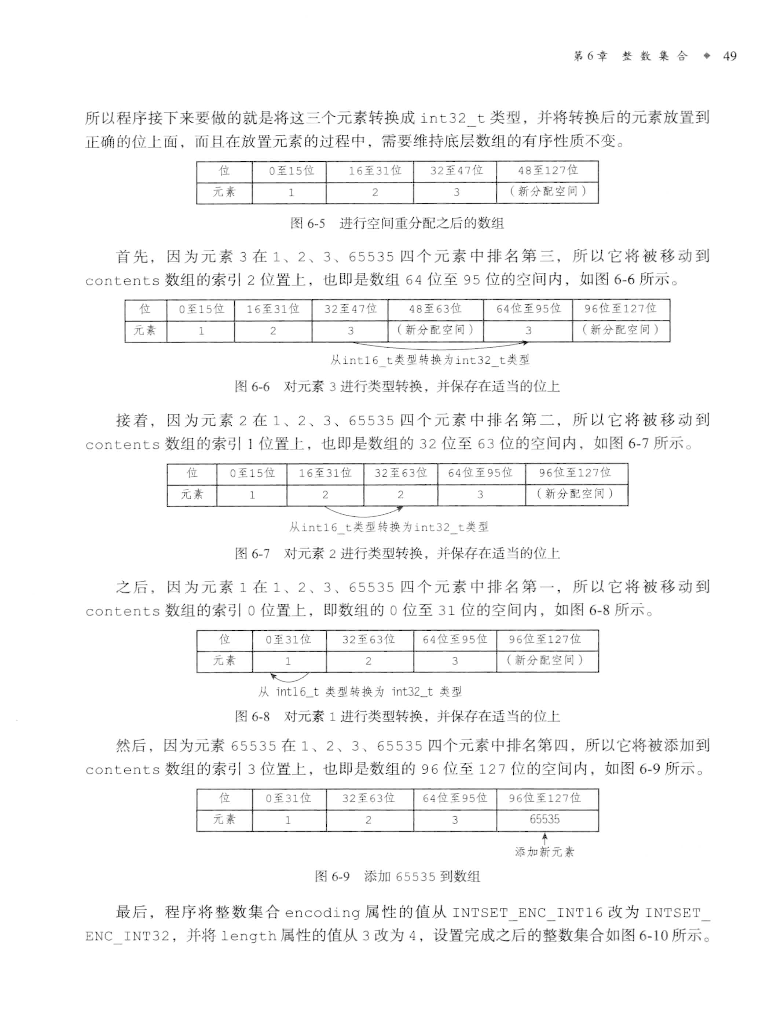 第6章 整数集合 ◆ 49
所以程序接下来要做的就是将这三个元素转换成 int32_t 类型，并将转换后的元素放置到
正确的位上面，而且在放置元素的过程中，需要维持底层数组的有序性质不变。
位 0至15位 16至31位 32至47位 48至127位
元素 1 2 3 （新分配空间）
图 6-5 进行空间重分配之后的数组
首先，因为元素 3 在 1、2、3、65535 四个元素中排名第三，所以它将被移动到
contents 数组的索引 2 位置上，也即是数组 64 位至 95 位的空间内，如图 6-6 所示。
位 0至15位 16至31位 32至47位 48至63位 64位至95位 96位至127位
元素 1 2 3 （新分配空间） 3 （新分配空间）
从int16_t类型转换为int32_t类型
图 6-6 对元素 3 进行类型转换，并保存在适当的位上
接着，因为元素 2 在 1、2、3、65535 四个元素中排名第二，所以它将被移动到
contents 数组的索引 1 位置上，也即是数组的 32 位至 63 位的空间内，如图 6-7 所示。
位 0至15位 16至31位 32至63位 64位至95位 96位至127位
元素 1 2 2 3 （新分配空间）
从int16_t类型转换为int32_t类型
图 6-7 对元素 2 进行类型转换，并保存在适当的位上
之后，因为元素 1 在 1、2、3、65535 四个元素中排名第一，所以它将被移动到
contents 数组的索引 0 位置上，即数组的 0 位至 31 位的空间内，如图 6-8 所示。
位 0至31位 32至63位 64位至95位 96位至127位
元素 1 2 3 （新分配空间）
从 int16_t 类型转换为 int32_t 类型
图 6-8 对元素 1 进行类型转换，并保存在适当的位上
然后，因为元素 65535 在 1、2、3、65535 四个元素中排名第四，所以它将被添加到
contents 数组的索引 3 位置上，也即是数组的 96 位至 127 位的空间内，如图 6-9 所示。
位 0至31位 32至63位 64位至95位 96位至127位
元素 1 2 3 65535
添加新元素
图 6-9 添加 65535 到数组
最后，程序将整数集合 encoding 属性的值从 INTSET_ENC_INT16 改为 INTSET_
ENC_INT32，并将 length 属性的值从 3 改为 4，设置完成之后的整数集合如图 6-10 所示。